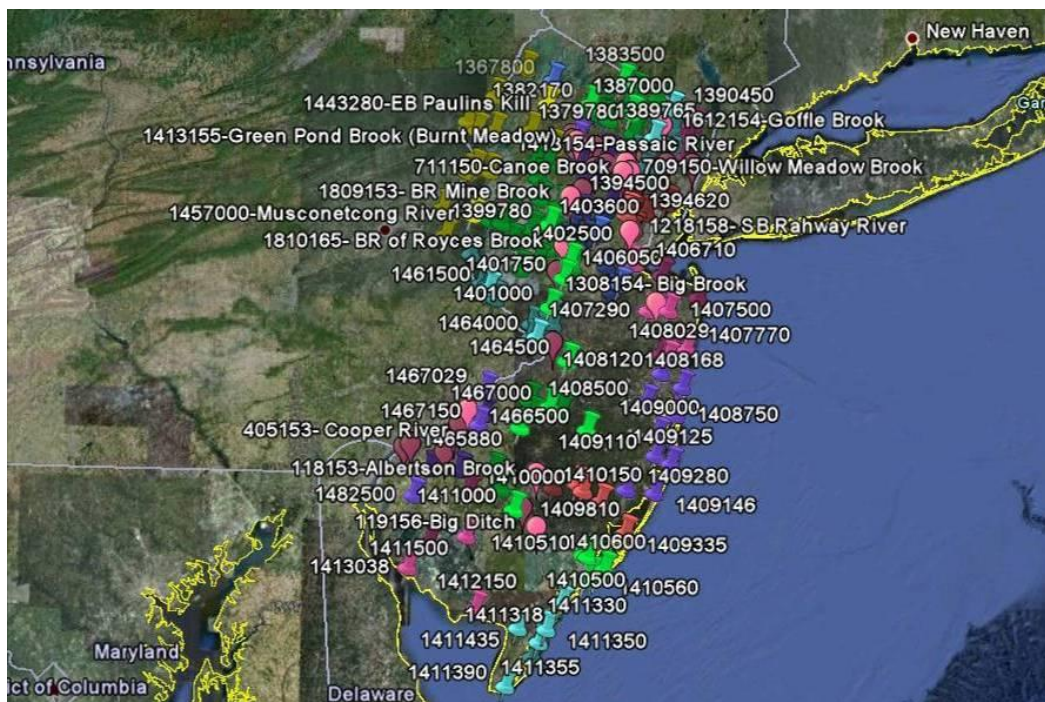 New Haven
nnsylvania
1383500
1367800
1382170
1387000
1390450
1443280-EB Paulins Kill
1379780
1389765
1612154-Goffle Brook
1413155-Green Pond Brook (Burnt Meadow)
154-Passaic River
711150-Canoe Brook
709150-Willow Meadow Brook
1809153- BR Mine Brook
1394500
1394620
1457000-Musconetcong River
1399780
1403600
1218158- SB Rahway River
1810165- BR of Royces Brook
1402500
1406710
1461500
1401750
1406050
1401000
1308154- Big Brook
1407290
1407500
1464000
1408029
1407770
1464500
1408120
1408168
1467029
1467000
1408500
1467150
1466500
1409000
1408750
405153- Cooper River
1465880
1409110
1409125
118153-Albertson Brook
1410000
1410150
1409280
1482500
1411000
1409810
1409146
119156-Big Ditch
1411500
1410510
1410600
1409335
1413038
1412150
1410500
1410560
1411318
1411330
1411435
1411350
Maryland
1411390
1411355
ict of Columbia
Delaware